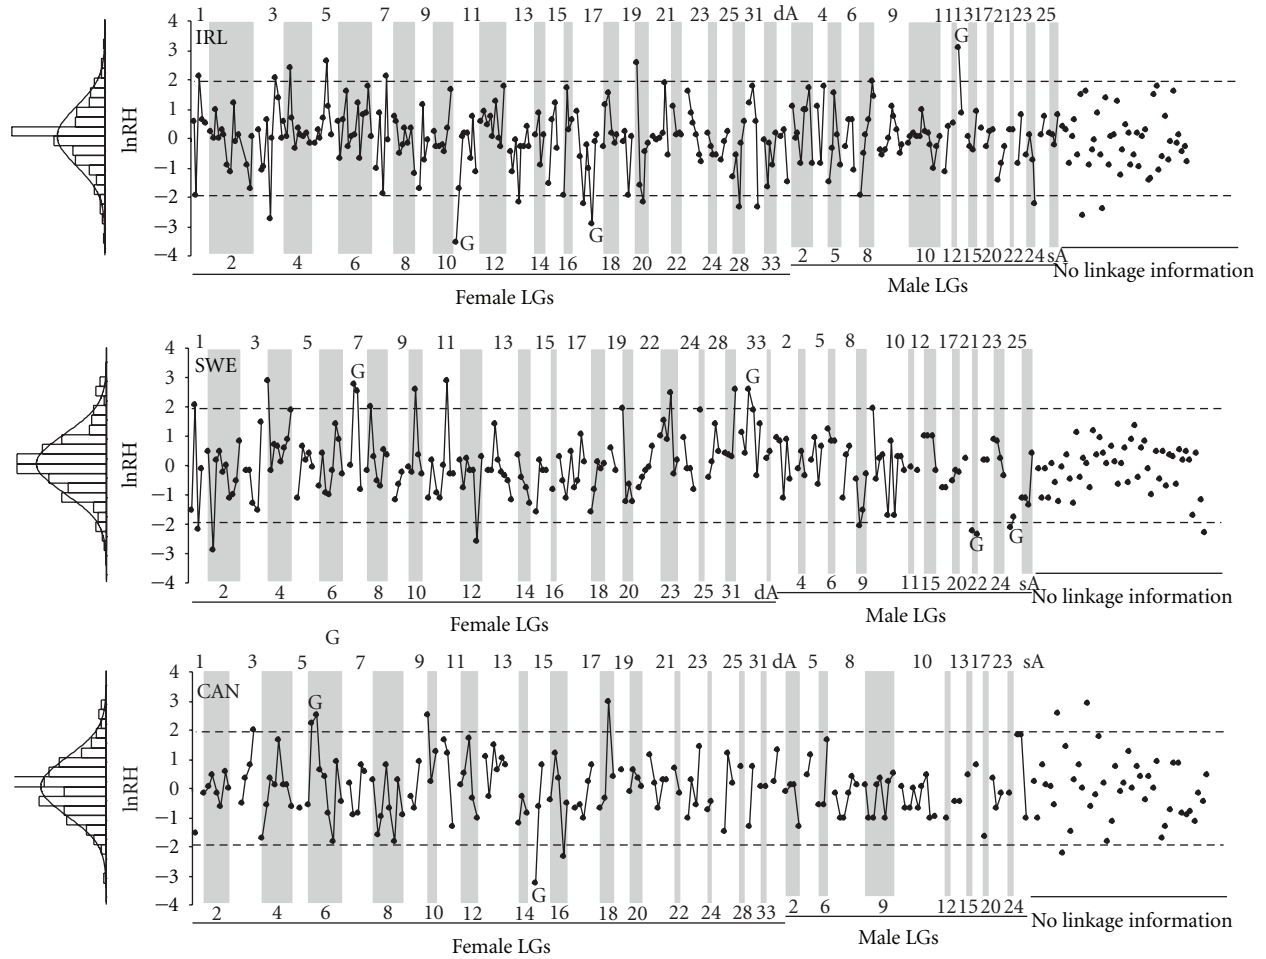 1 3 5 7 9 11 13 15 17 19 21 23 25 31 dA 4 6 9 11 13 17 21 23 25
4
3
2
1
0
−1
−2
−3
−4
lnRH
IRL
G
G
G
2 4 6 8 10 12 14 16 18 20 22 24 28 33 2 5 8 10 12 15 20 22 24 sA
Female LGs
Male LGs
No linkage information
1 3 5 7 9 11 13 15 17 19 22 24 28 33 2 5 8 10 12 17 21 23 25
4
3
2
1
0
−1
−2
−3
−4
lnRH
SWE
G
G
G
G
2 4 6 8 10 12 14 16 18 20 23 25 31 dA 4 6 9 11 15 20 22 24 sA
Female LGs
Male LGs
No linkage information
G
1 3 5 7 9 11 13 15 17 19 21 23 25 31 dA 5 8 10 13 17 23 sA
4
3
2
1
0
−1
−2
−3
−4
lnRH
CAN
G
G
2 4 6 8 10 12 14 16 18 20 22 24 28 33 2 6 9 12 15 20 24
Female LGs
Male LGs
No linkage information